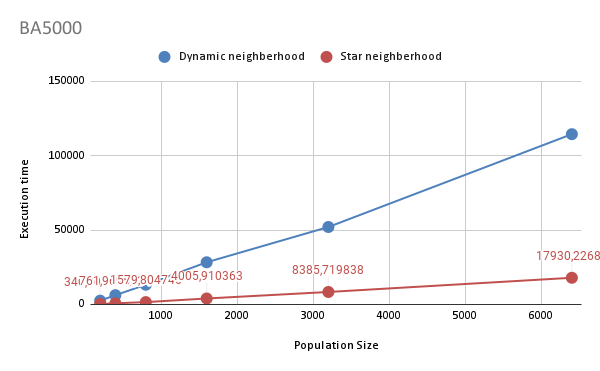 BA5000
Dynamic neighberhood
Star neighberhood
150000
100000
50000
0
Execution time
4005,910363
8385,719838
17930,2268
1000
2000
3000
4000
5000
6000
Population Size